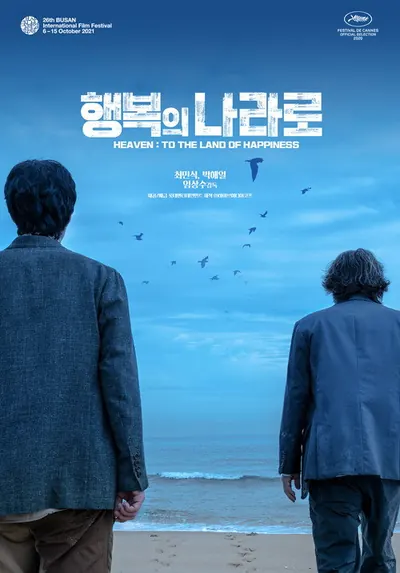 26th BUSAN
International Film Festival
6 – 15 October 2021
FESTIVAL DE CANNES
OFFICIAL SELECTION
2020
행복의 나라로
HEAVEN : TO THE LAND OF HAPPINESS
최민식, 박해일
임상수감독